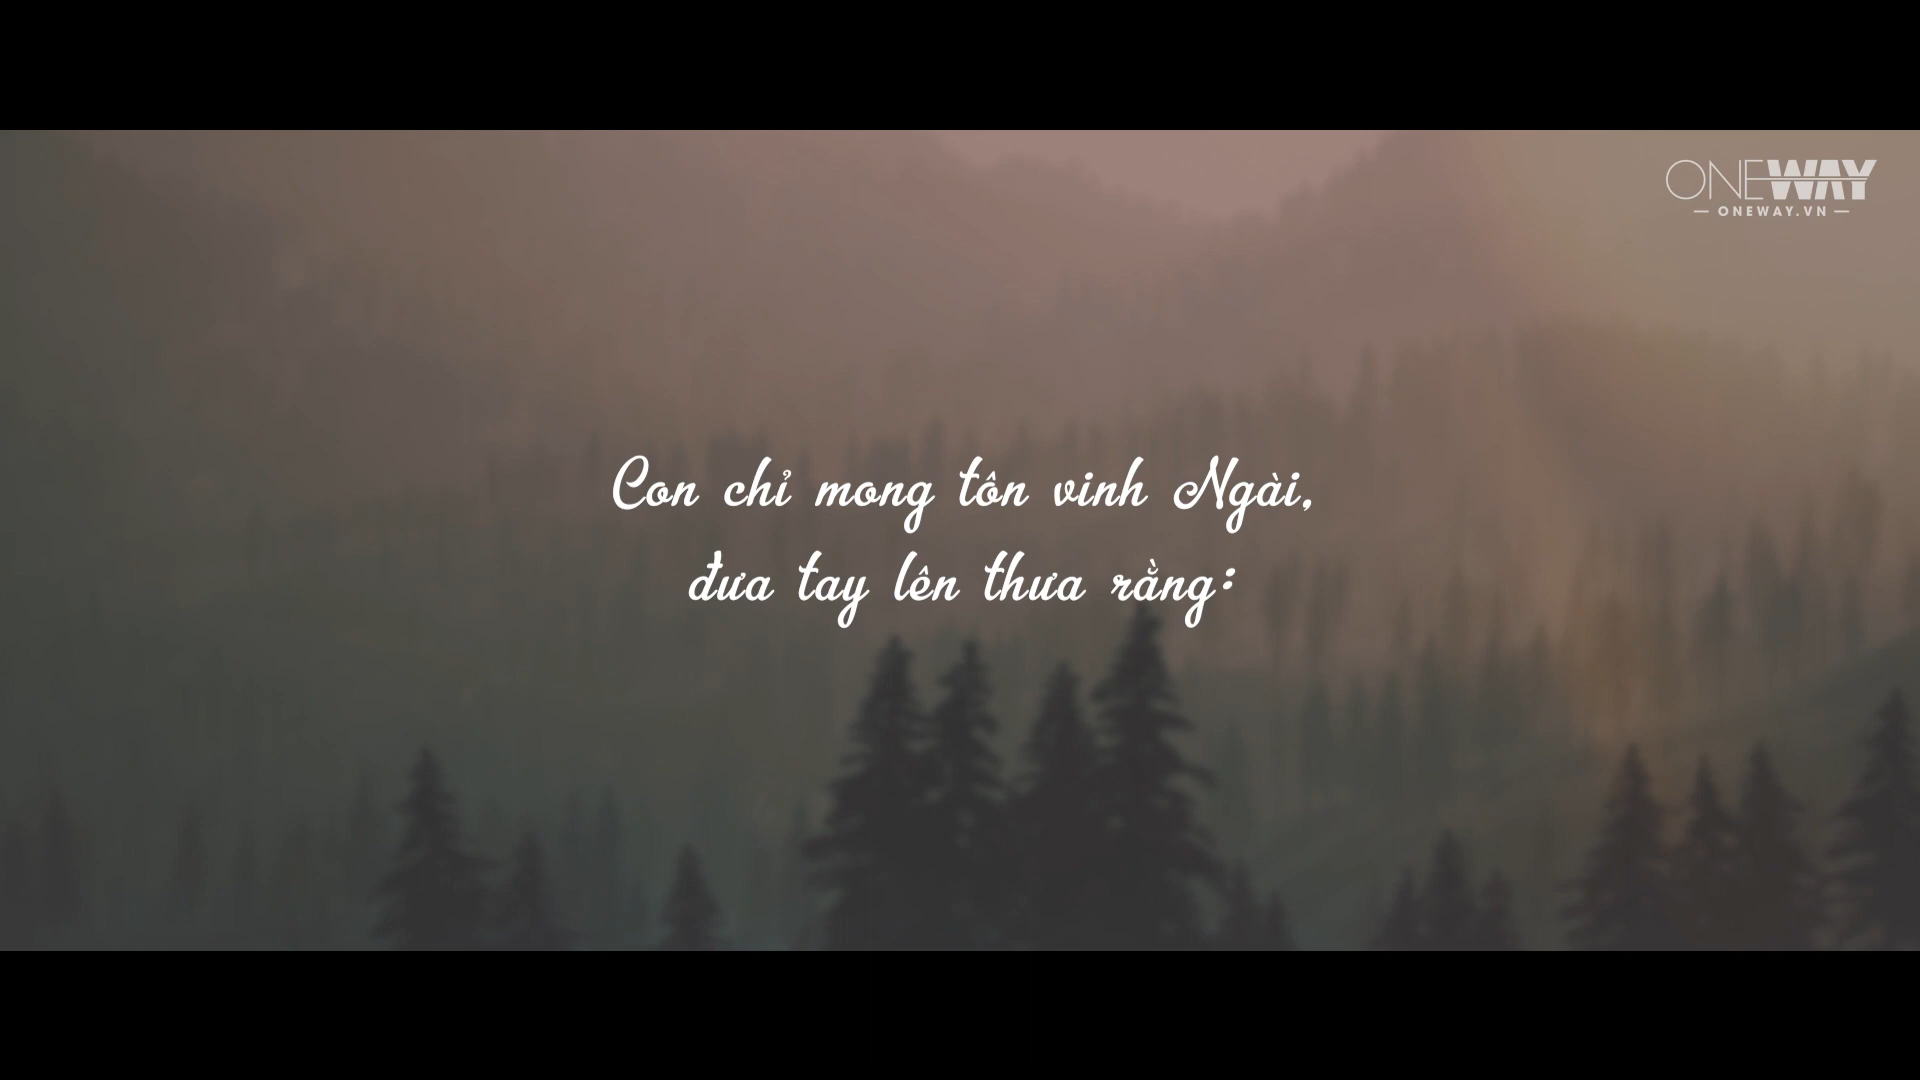 ONEWAY
ONEWAY.VN
Con chỉ mong tôn vinh Ngài,
đưa tay lên thưa rằng: